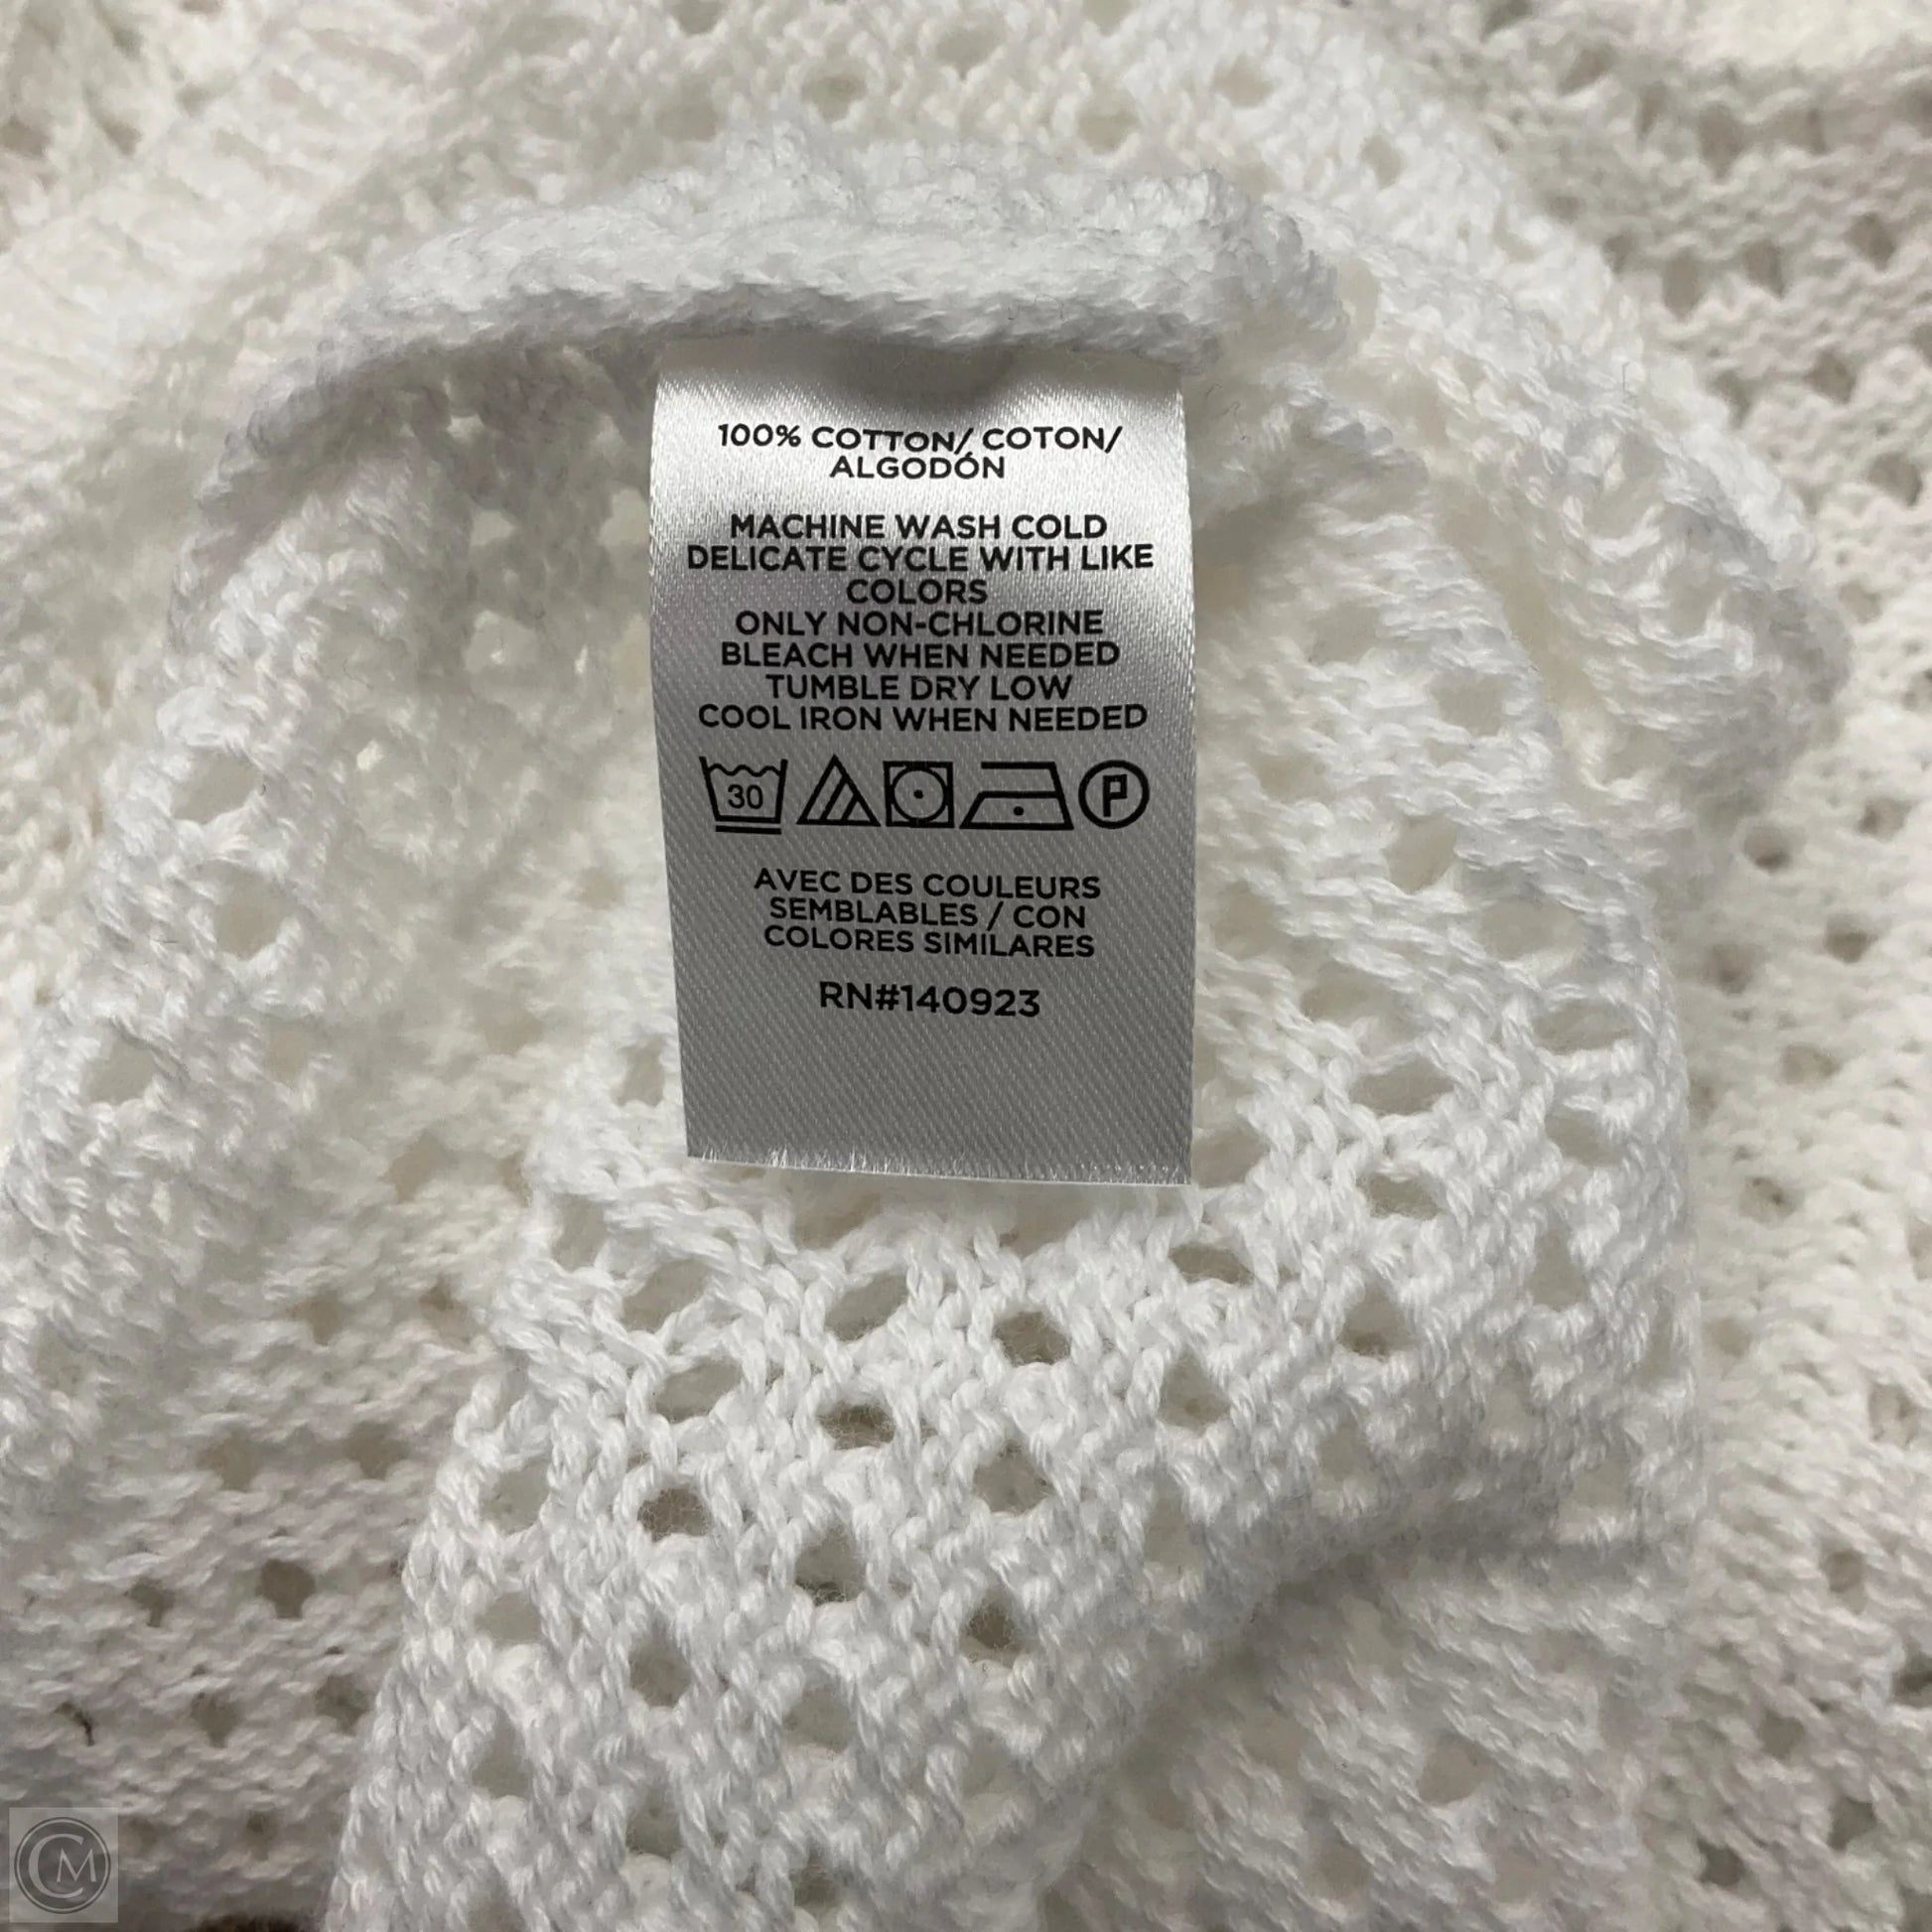 100% COTTON/ COTON/
ALGODÓN
MACHINE WASH COLD
DELICATE CYCLE WITH LIKE
COLORS
ONLY NON-CHLORINE
BLEACH WHEN NEEDED
TUMBLE DRY LOW
COOL IRON WHEN NEEDED
30 P
AVEC DES COULEURS
SEMBLABLES / CON
COLORES SIMILARES
RN#140923
CM